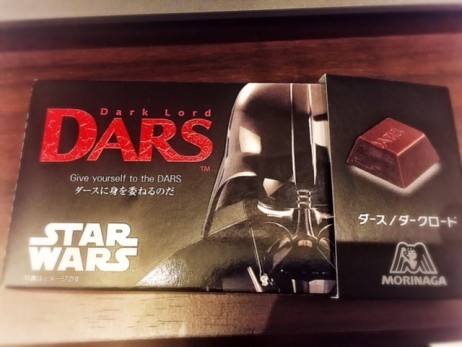 Dark Lord
DARS
TM
Give yourself to the DARS
ダースに身を委ねるのだ
STAR
WARS
DARS
ダース/ダークロード
MORINAGA